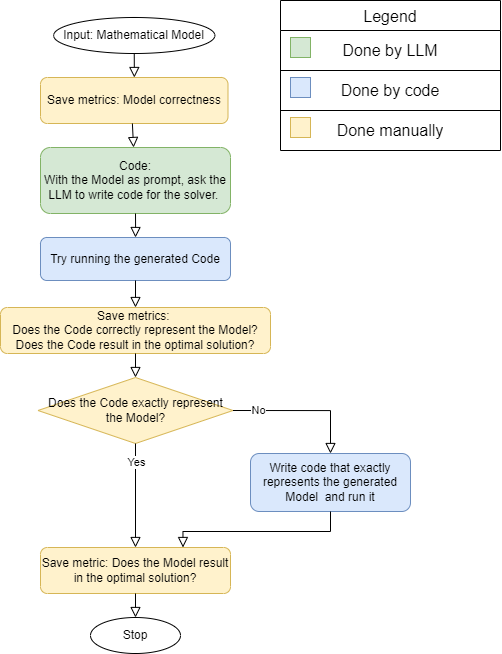 Input: Mathematical Model
Save metrics: Model correctness
Code:
With the Model as prompt, ask the
LLM to write code for the solver.
Try running the generated Code
Save metrics:
Does the Code correctly represent the Model?
Does the Code result in the optimal solution?
Does the Code exactly represent
the Model?
No
Yes
Write code that exactly
represents the generated
Model and run it
Save metric: Does the Model result
in the optimal solution?
Stop
Legend
Done by LLM
Done by code
Done manually